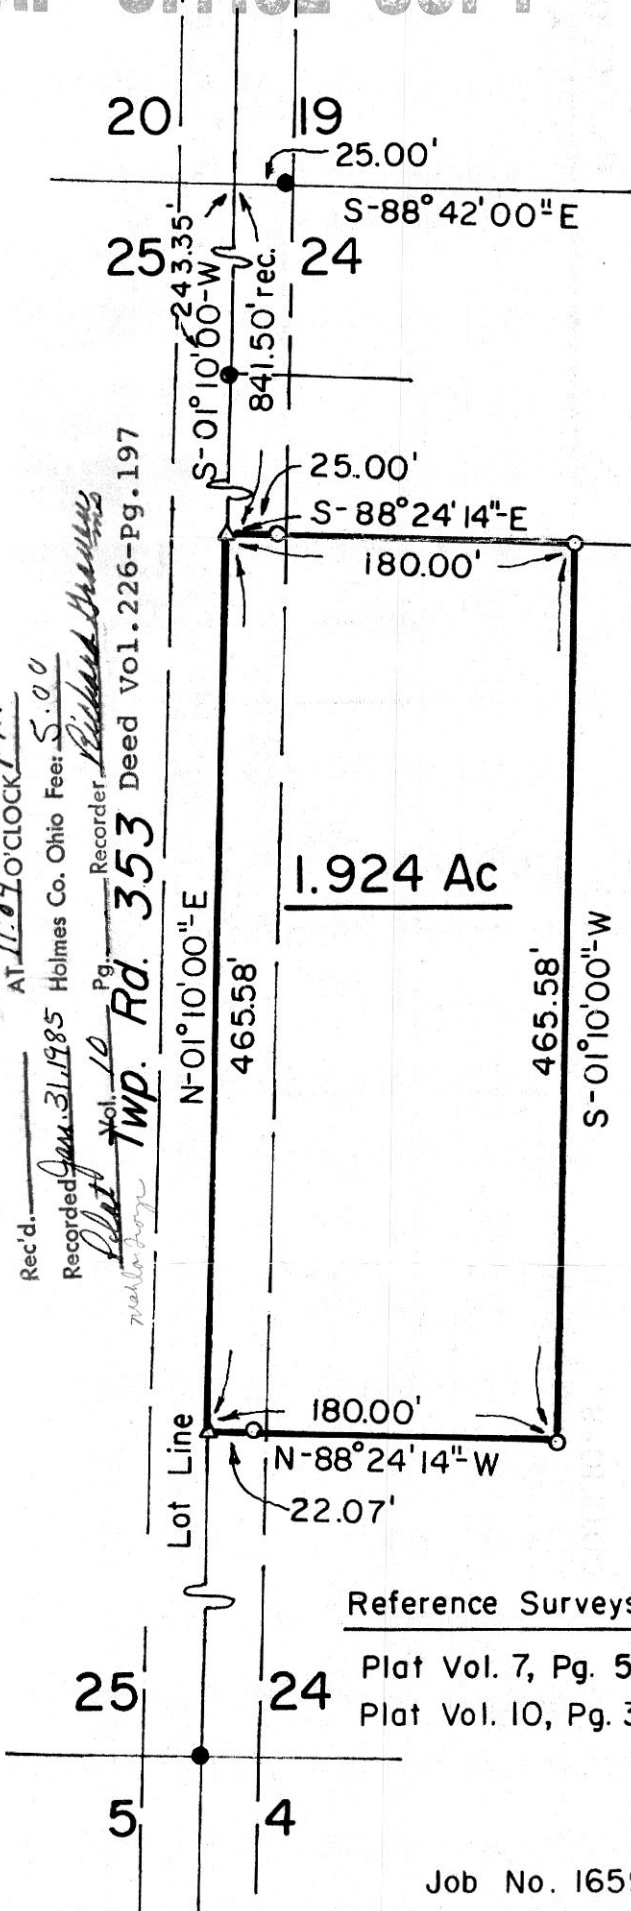 OFFICE COPY
20
19
25.00'
S-88°42'00"E
25
24
243.35'
S-01°10'00-W
841.50' rec.
25.00'
S-88°24'14"-E
180.00'
1.924 Ac
N-01°10'00"-E
465.58'
465.58'
S-01°10'00"-W
Rec'd. AT 11:07 O'CLOCK
Recorded Jan. 31, 1985 Holmes Co. Ohio Fee: 5.00
Plat Vol. 10 Pg. Recorder Richard
Twp. Rd. 353 Deed Vol. 226-Pg. 197
180.00'
N-88°24'14"-W
22.07'
Lot Line
Reference Surveys
Plat Vol. 7, Pg. 5
Plat Vol. 10, Pg. 3
25
24
5
4
Job No. 165